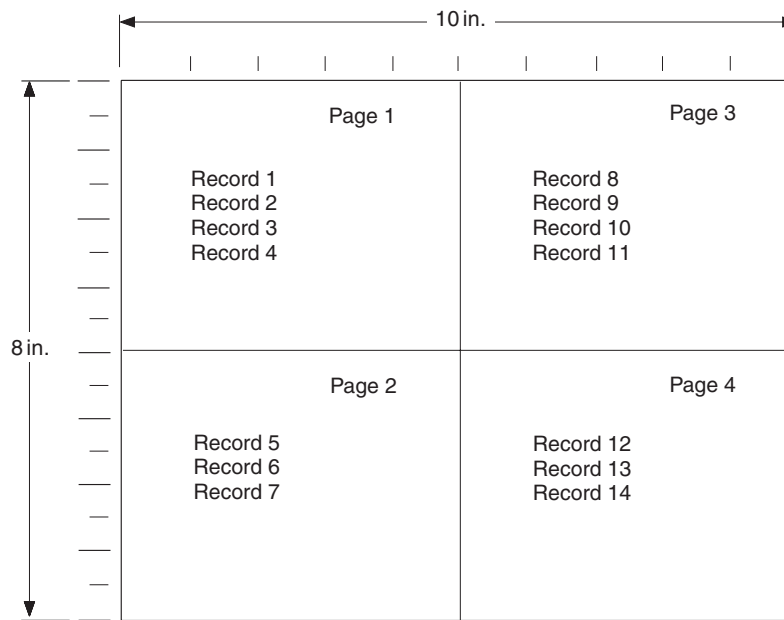 10 in.
8 in.
Page 1
Record 1
Record 2
Record 3
Record 4
Page 3
Record 8
Record 9
Record 10
Record 11
Page 2
Record 5
Record 6
Record 7
Page 4
Record 12
Record 13
Record 14